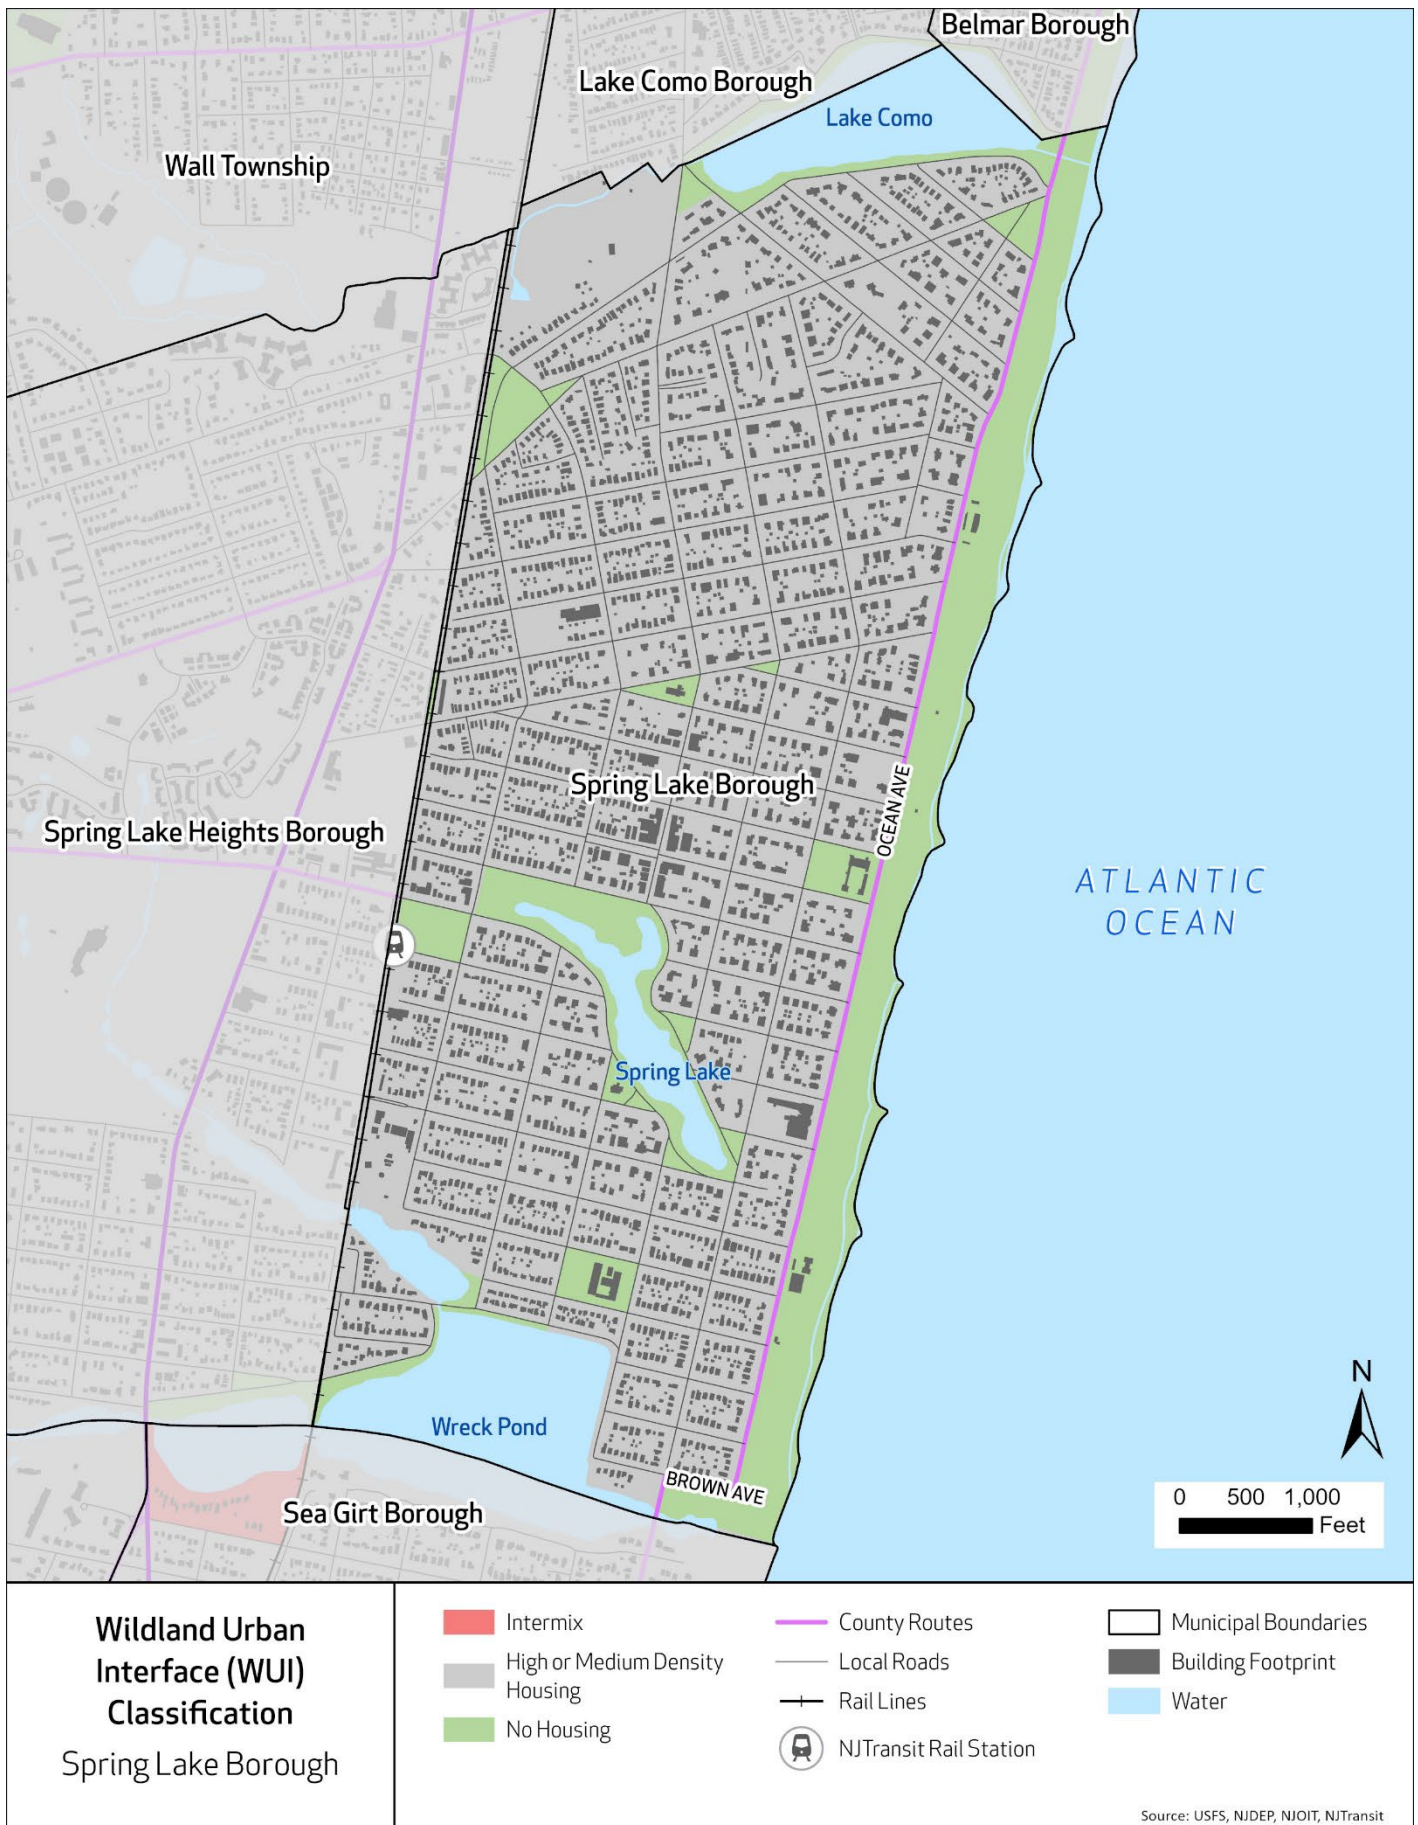 Belmar Borough
Lake Como Borough
Lake Como
Wall Township
Spring Lake Borough
OCEAN AVE
Spring Lake Heights Borough
ATLANTIC
OCEAN
Spring Lake
N
Wreck Pond
BROWN AVE
Sea Girt Borough
0 500 1,000
Feet
Wildland Urban
Interface (WUI)
Classification
Spring Lake Borough
Intermix
High or Medium Density
Housing
No Housing
County Routes
Local Roads
Rail Lines
NJTransit Rail Station
Municipal Boundaries
Building Footprint
Water
Source: USFS, NJDEP, NJOIT, NJTransit